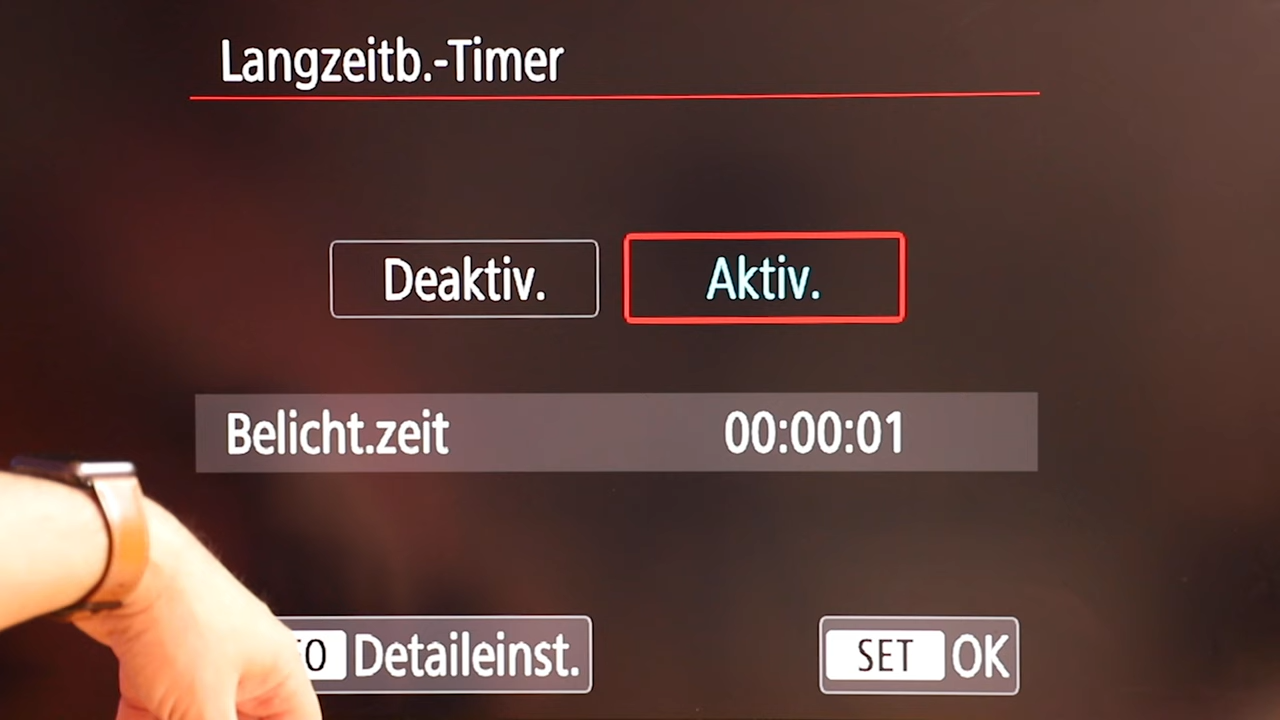 Langzeitb.-Timer
Deaktiv. Aktiv.
Belicht.zeit 00:00:01
Detaileinst. SET OK